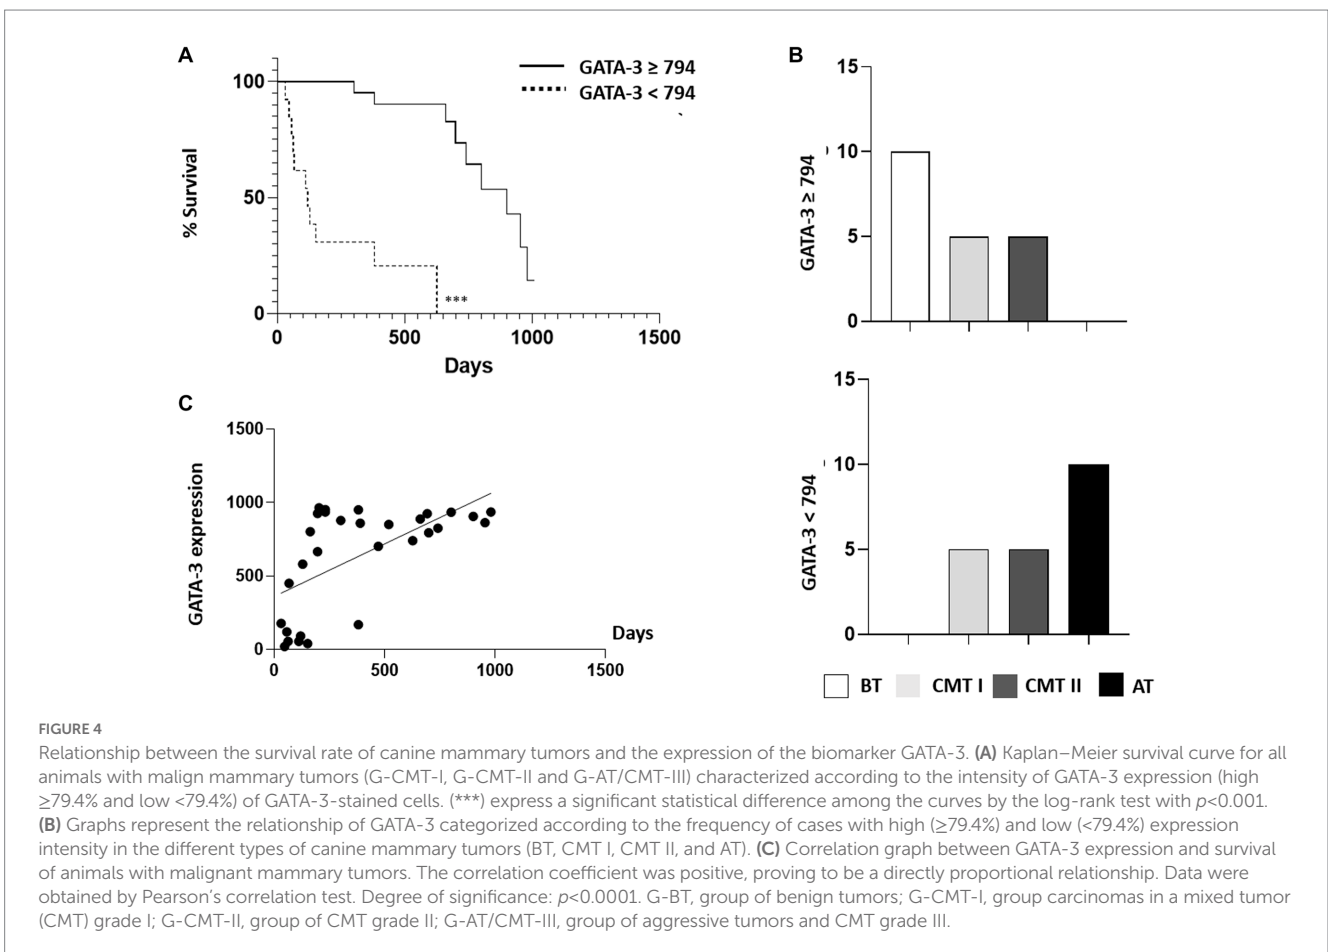 A
GATA-3 ≥ 794
GATA-3 < 794
100
50
0
% Survival
***
0 500 1000 1500
Days
B
15
10
5
0
GATA-3 ≥ 794
15
10
5
0
GATA-3 < 794
BT CMT I CMT II AT
C
1500
1000
500
0
GATA-3 expression
Days
0 500 1000 1500
FIGURE 4
Relationship between the survival rate of canine mammary tumors and the expression of the biomarker GATA-3. (A) Kaplan–Meier survival curve for all
animals with malign mammary tumors (G-CMT-I, G-CMT-II and G-AT/CMT-III) characterized according to the intensity of GATA-3 expression (high
≥79.4% and low <79.4%) of GATA-3-stained cells. (***) express a significant statistical difference among the curves by the log-rank test with p<0.001.
(B) Graphs represent the relationship of GATA-3 categorized according to the frequency of cases with high (≥79.4%) and low (<79.4%) expression
intensity in the different types of canine mammary tumors (BT, CMT I, CMT II, and AT). (C) Correlation graph between GATA-3 expression and survival
of animals with malignant mammary tumors. The correlation coefficient was positive, proving to be a directly proportional relationship. Data were
obtained by Pearson's correlation test. Degree of significance: p<0.0001. G-BT, group of benign tumors; G-CMT-I, group carcinomas in a mixed tumor
(CMT) grade I; G-CMT-II, group of CMT grade II; G-AT/CMT-III, group of aggressive tumors and CMT grade III.